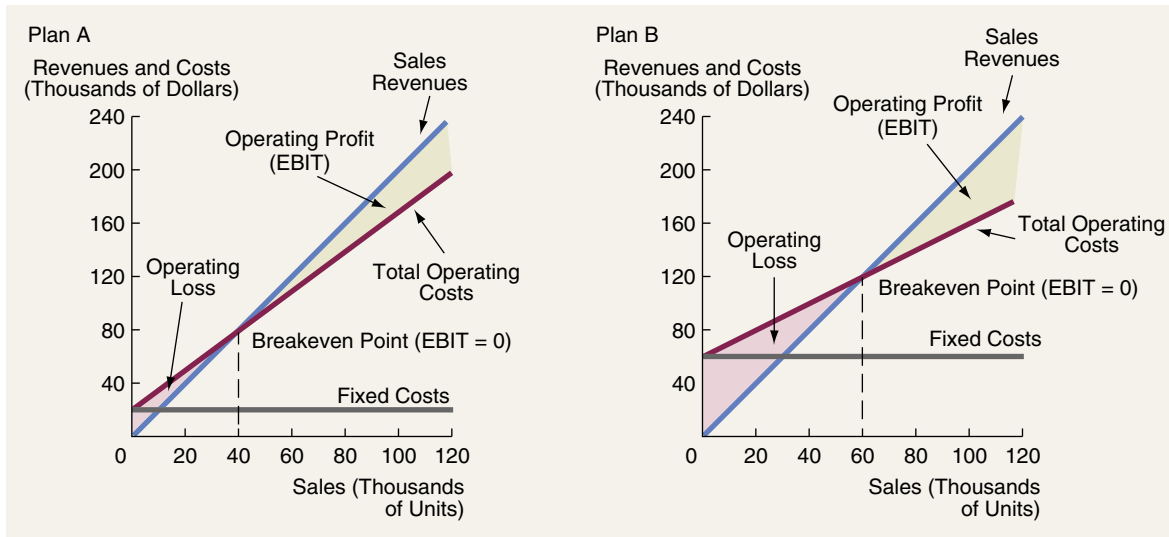 Plan A
Revenues and Costs
(Thousands of Dollars)
Sales
Revenues
Operating Profit
(EBIT)
Operating
Loss
Total Operating
Costs
Breakeven Point (EBIT = 0)
Fixed Costs
240
200
160
120
80
40
0
20
40
60
80
100
120
Sales (Thousands
of Units)
Plan B
Revenues and Costs
(Thousands of Dollars)
Sales
Revenues
Operating Profit
(EBIT)
Operating
Loss
Total Operating
Costs
Breakeven Point (EBIT = 0)
Fixed Costs
240
200
160
120
80
40
0
20
40
60
80
100
120
Sales (Thousands
of Units)